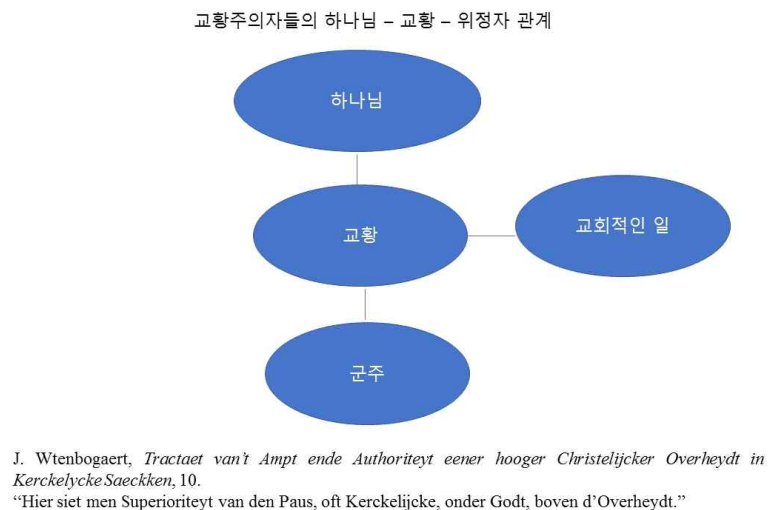 교황주의자들의 하나님 – 교황 – 위정자 관계
하나님
교황
교회적인 일
군주
J. Wtenbogaert, Tractaet van’t Ampt ende Authoriteyt eener hooger Christelijcker Overheydt in
Kerckelycke Saeckken, 10.
“Hier siet men Superioriteyt van den Paus, oft Kerckelijcke, onder Godt, boven d’Overheydt.”